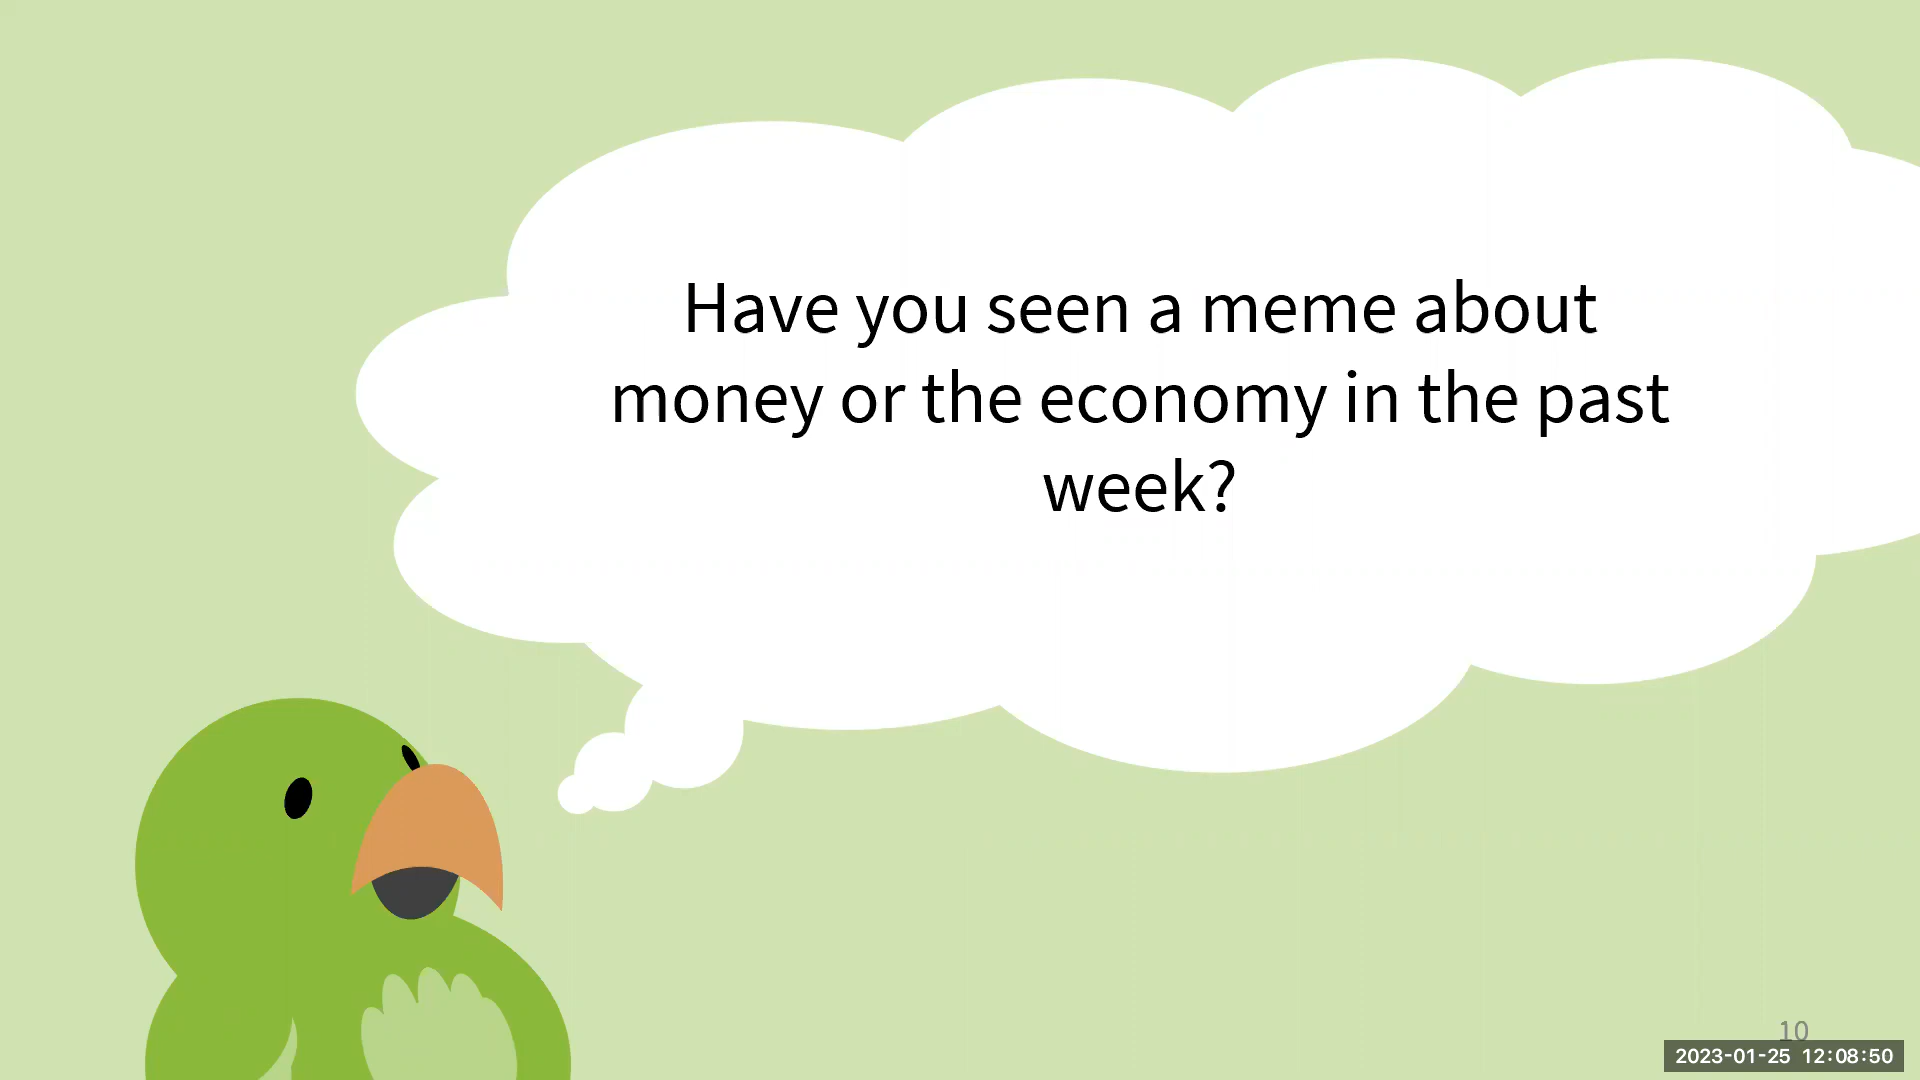 Have you seen a meme about
money or the economy in the past
week?
10
2023-01-25 12:08:50